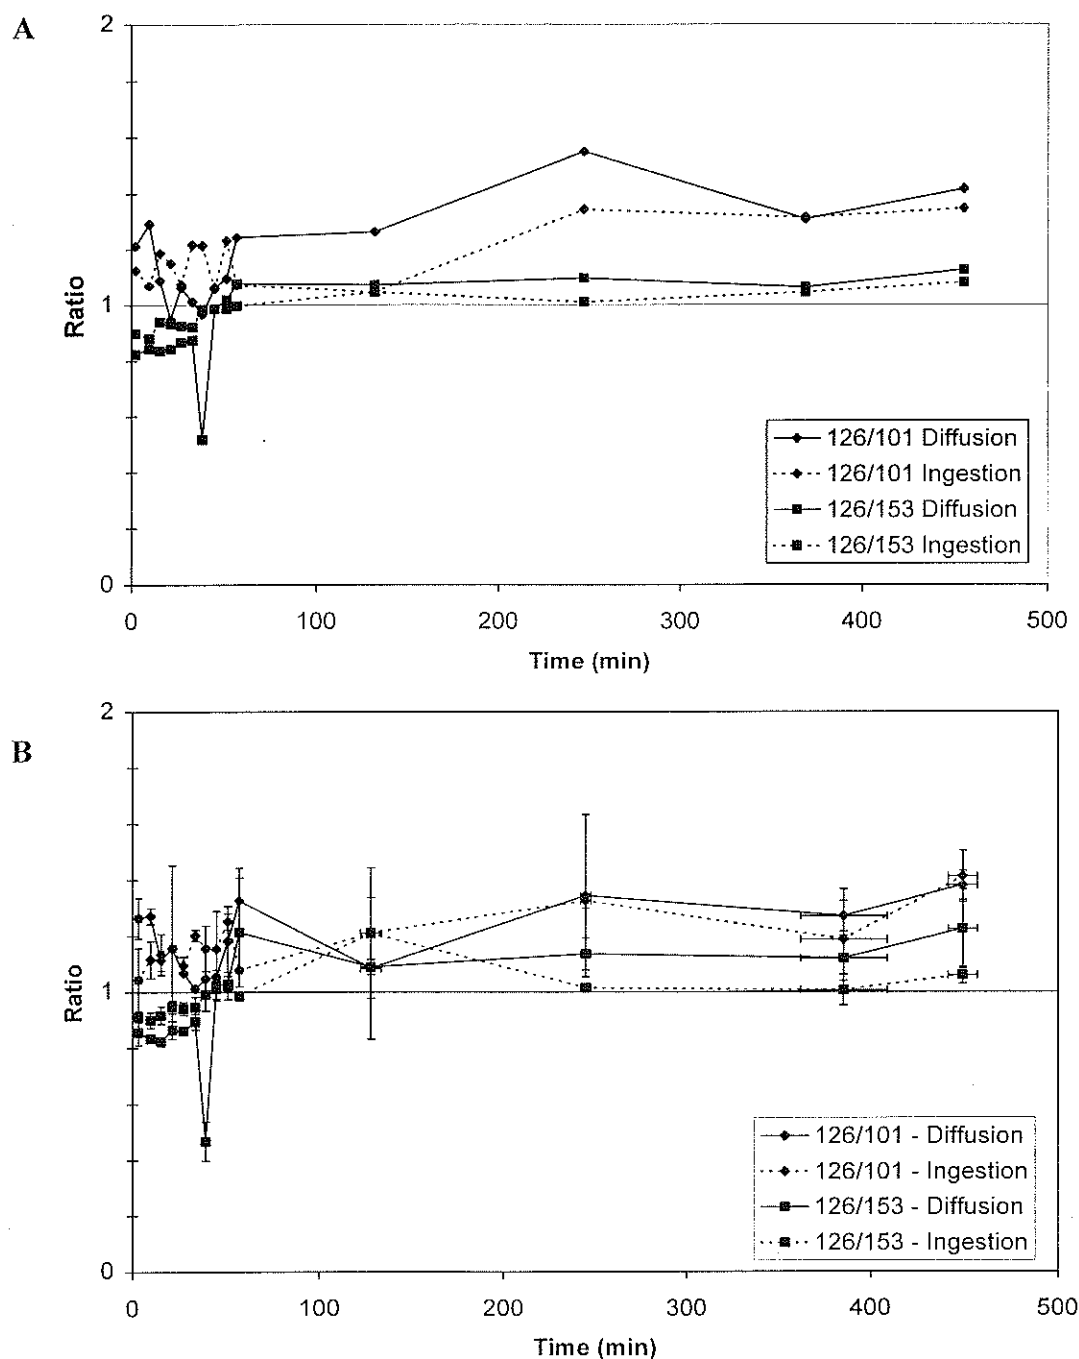 A
2
1
0
Ratio
0
100
200
300
400
500
Time (min)
126/101 Diffusion
126/101 Ingestion
126/153 Diffusion
126/153 Ingestion
B
2
1
0
Ratio
0
100
200
300
400
500
Time (min)
126/101 - Diffusion
126/101 - Ingestion
126/153 - Diffusion
126/153 - Ingestion